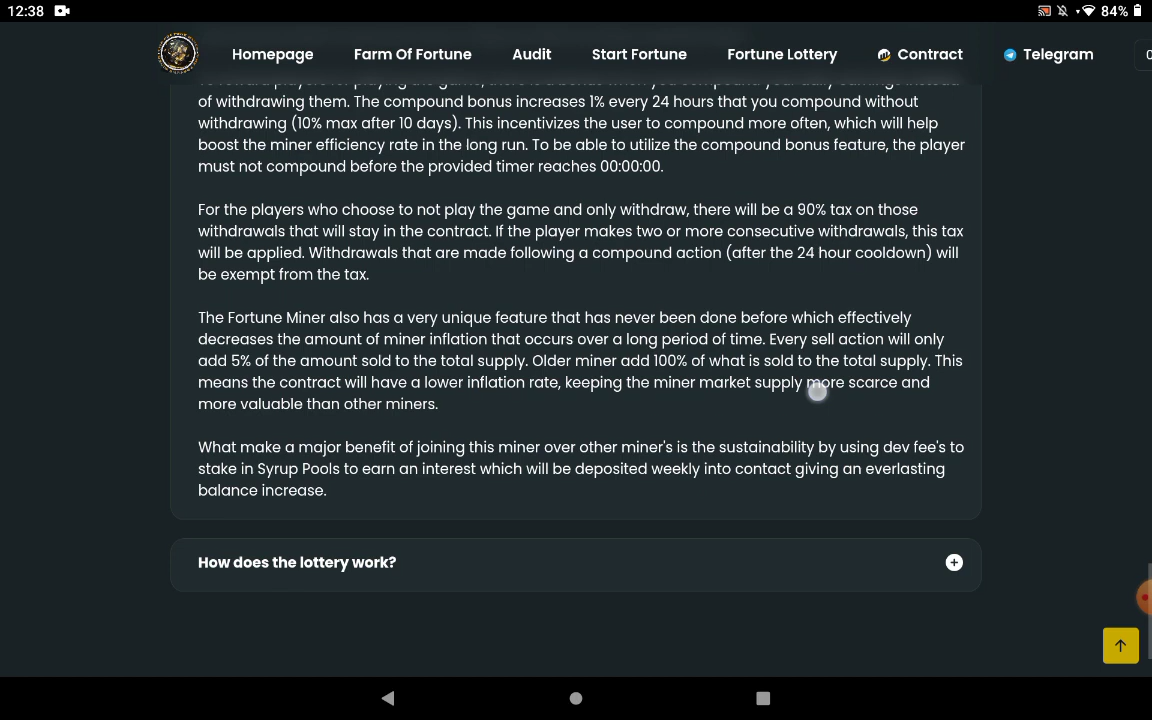 12:38
84%
Homepage
Farm Of Fortune
Audit
Start Fortune
Fortune Lottery
Contract
Telegram
0
of withdrawing them. The compound bonus increases 1% every 24 hours that you compound without
withdrawing (10% max after 10 days). This incentivizes the user to compound more often, which will help
boost the miner efficiency rate in the long run. To be able to utilize the compound bonus feature, the player
must not compound before the provided timer reaches 00:00:00.
For the players who choose to not play the game and only withdraw, there will be a 90% tax on those
withdrawals that will stay in the contract. If the player makes two or more consecutive withdrawals, this tax
will be applied. Withdrawals that are made following a compound action (after the 24 hour cooldown) will
be exempt from the tax.
The Fortune Miner also has a very unique feature that has never been done before which effectively
decreases the amount of miner inflation that occurs over a long period of time. Every sell action will only
add 5% of the amount sold to the total supply. Older miner add 100% of what is sold to the total supply. This
means the contract will have a lower inflation rate, keeping the miner market supply more scarce and
more valuable than other miners.
What make a major benefit of joining this miner over other miner's is the sustainability by using dev fee's to
stake in Syrup Pools to earn an interest which will be deposited weekly into contact giving an everlasting
balance increase.
How does the lottery work?